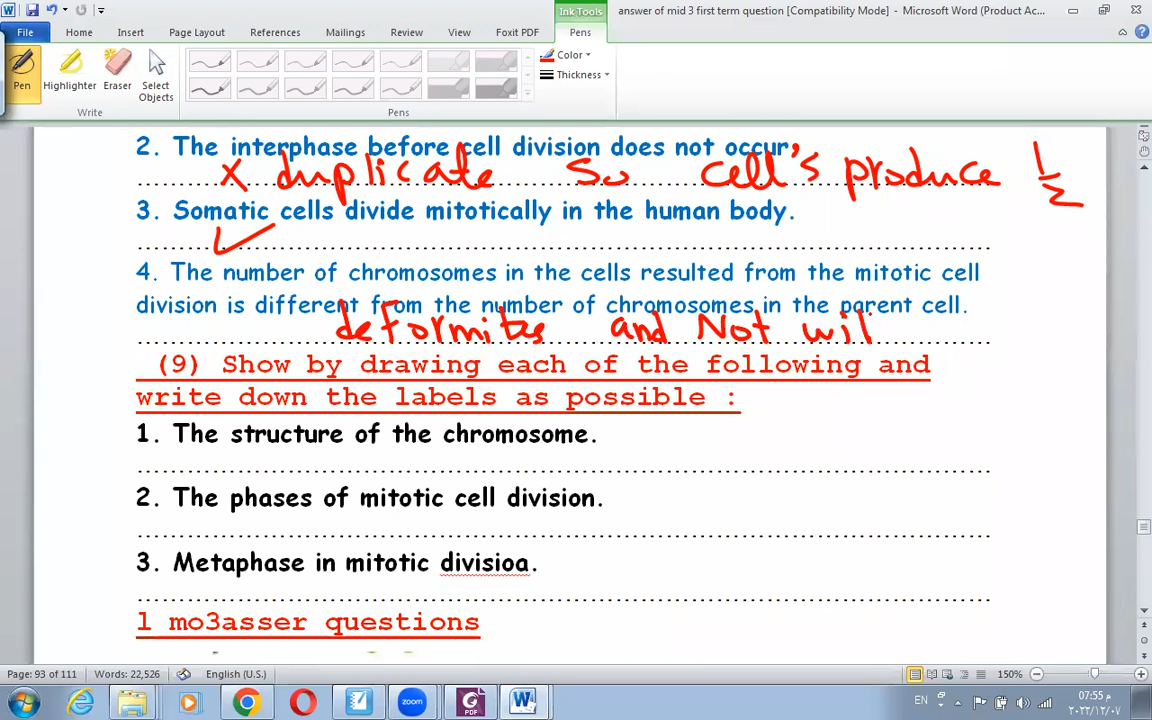 Ink Tools
answer of mid 3 first term question [Compatibility Mode] - Microsoft Word (Product Ac...
File Home Insert Page Layout References Mailings Review View Foxit PDF Pens
Pen Highlighter Eraser Select Objects
Color
Thickness
Write Pens
2. The interphase before cell division does not occur.
x duplicate so cell's produce 1/2
3. Somatic cells divide mitotically in the human body.
4. The number of chromosomes in the cells resulted from the mitotic cell
division is different from the number of chromosomes in the parent cell.
deformites and Not wil
(9) Show by drawing each of the following and
write down the labels as possible :
1. The structure of the chromosome.
2. The phases of mitotic cell division.
3. Metaphase in mitotic divisioa.
1 mo3asser questions
Page: 93 of 111 Words: 22,526 English (U.S.) 150%
zoom PDF EN 07:55 م
٢٠٢٢/١٢/٠٧